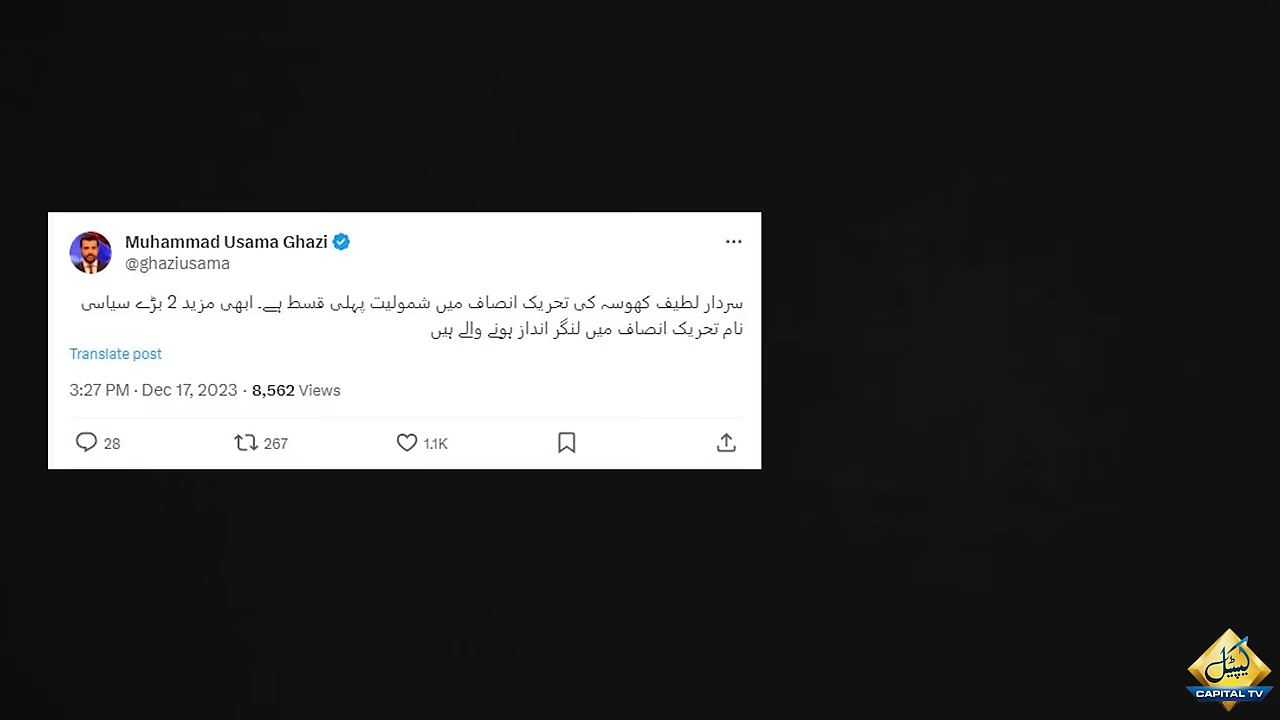 Muhammad Usama Ghazi
@ghaziusama
سردار لطیف کھوسہ کی تحریک انصاف میں شمولیت پہلی قسط ہے۔ ابھی مزید 2 بڑے سیاسی
نام تحریک انصاف میں لنگر انداز ہونے والے ہیں
Translate post
3:27 PM · Dec 17, 2023 · 8,562 Views
28 267 1.1K
کیپیٹل
CAPITAL TV